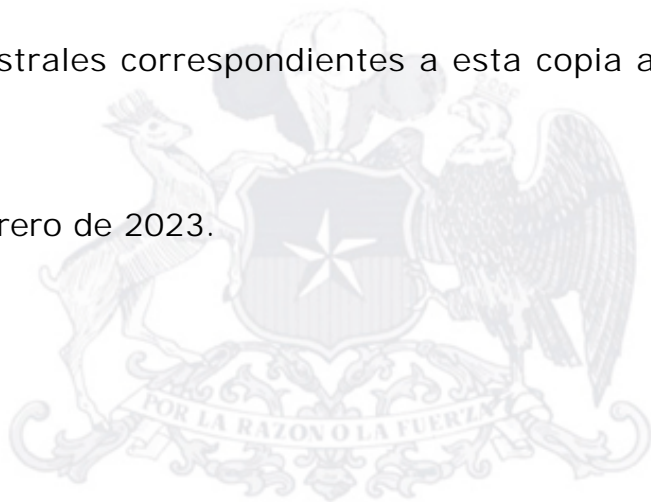 strales correspondientes a esta copia a
rero de 2023.
POR LA RAZON O LA FUERZA